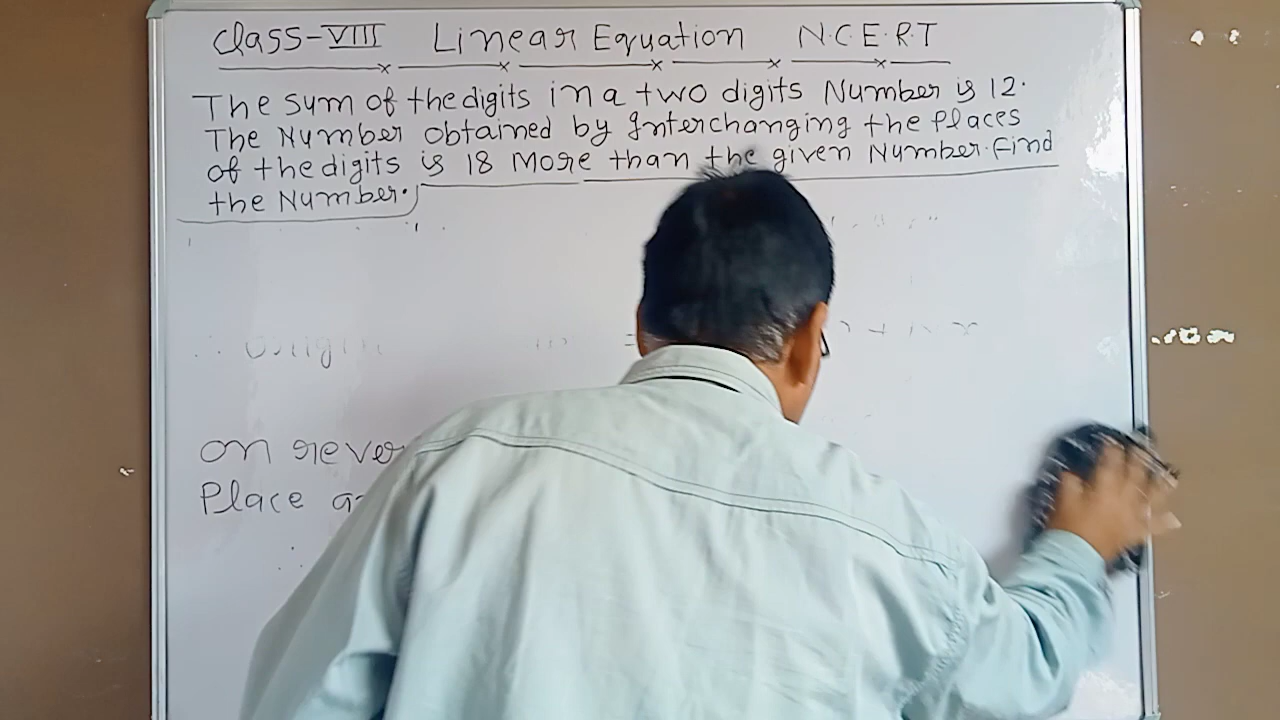 Class-VIII Linear Equation N.C.E.R.T
The sum of the digits in a two digits Number is 12.
The Number obtained by Interchanging the Places
of the digits is 18 More than the given Number. Find
the Number.
on rever
Place a